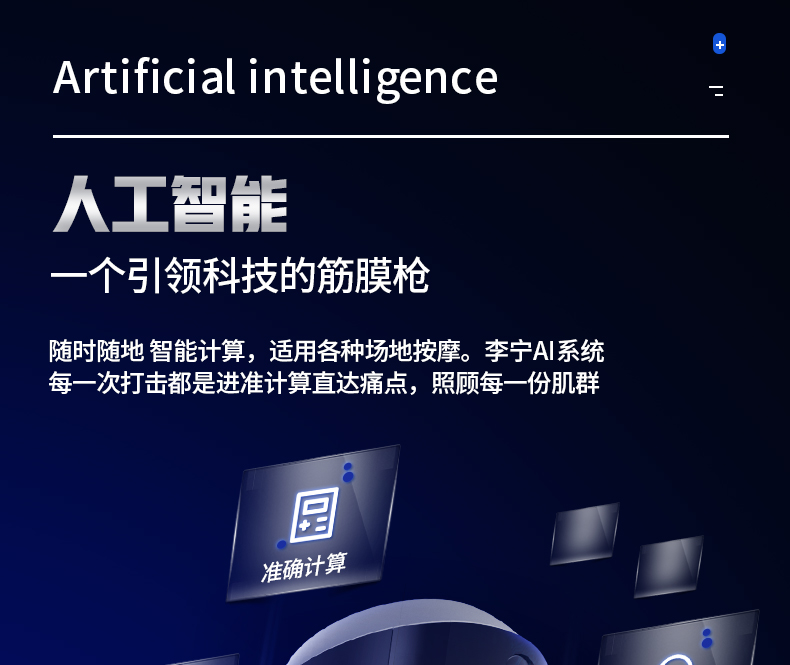 Artificial intelligence
人工智能
一个引领科技的筋膜枪
随时随地 智能计算，适用各种场地按摩。李宁AI系统
每一次打击都是进准计算直达痛点，照顾每一份肌群
准确计算